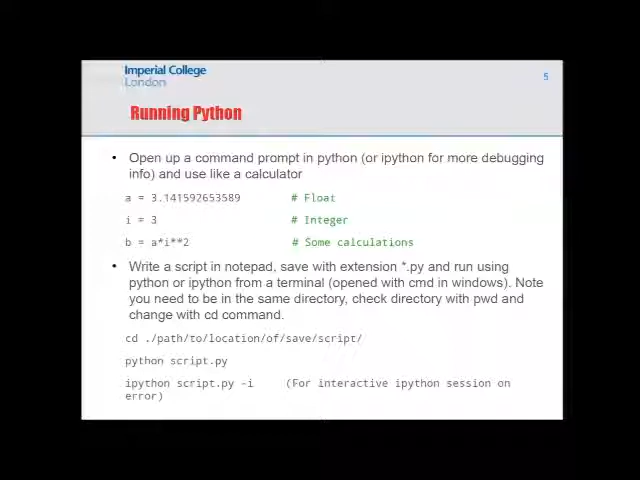 Imperial College
London
5
Running Python
• Open up a command prompt in python (or ipython for more debugging
info) and use like a calculator
a = 3.141592653589 # Float
i = 3 # Integer
b = a*i**2 # Some calculations
• Write a script in notepad, save with extension *.py and run using
python or ipython from a terminal (opened with cmd in windows). Note
you need to be in the same directory, check directory with pwd and
change with cd command.
cd ./path/to/location/of/save/script/
python script.py
ipython script.py -i (For interactive ipython session on
error)